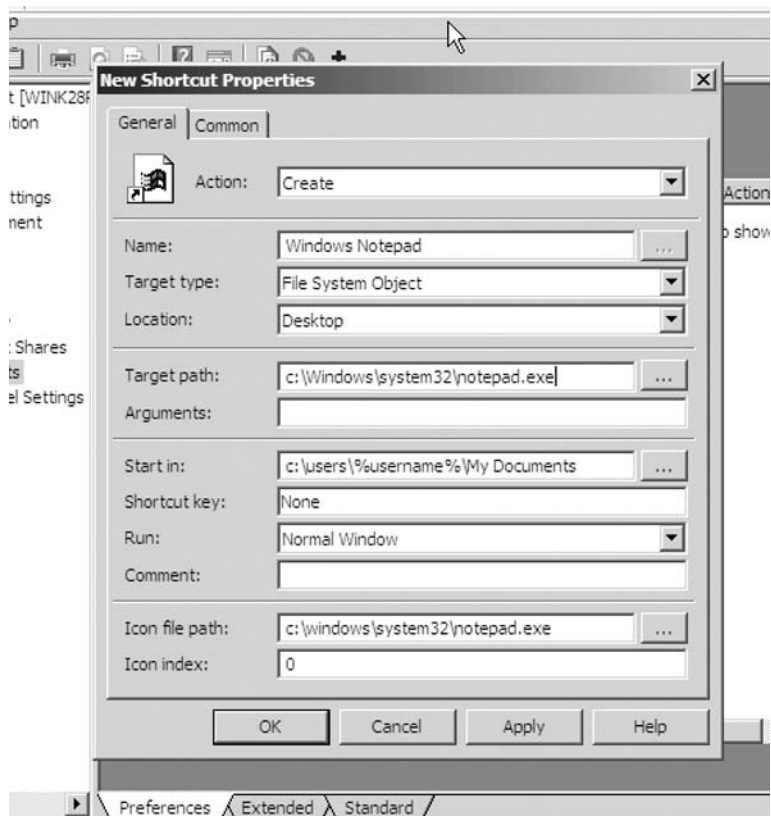 p
New Shortcut Properties
t [WINK28
ation
ttings
ment
Shares
ts
el Settings
General
Common
Action:
Create
Name:
Windows Notepad
...
Target type:
File System Object
Location:
Desktop
Target path:
c:\Windows\system32\notepad.exe
...
Arguments:
Start in:
c:\users\%username%\My Documents
...
Shortcut key:
None
Run:
Normal Window
Comment:
Icon file path:
c:\windows\system32\notepad.exe
...
Icon index:
0
OK
Cancel
Apply
Help
Action
o show
Preferences
Extended
Standard